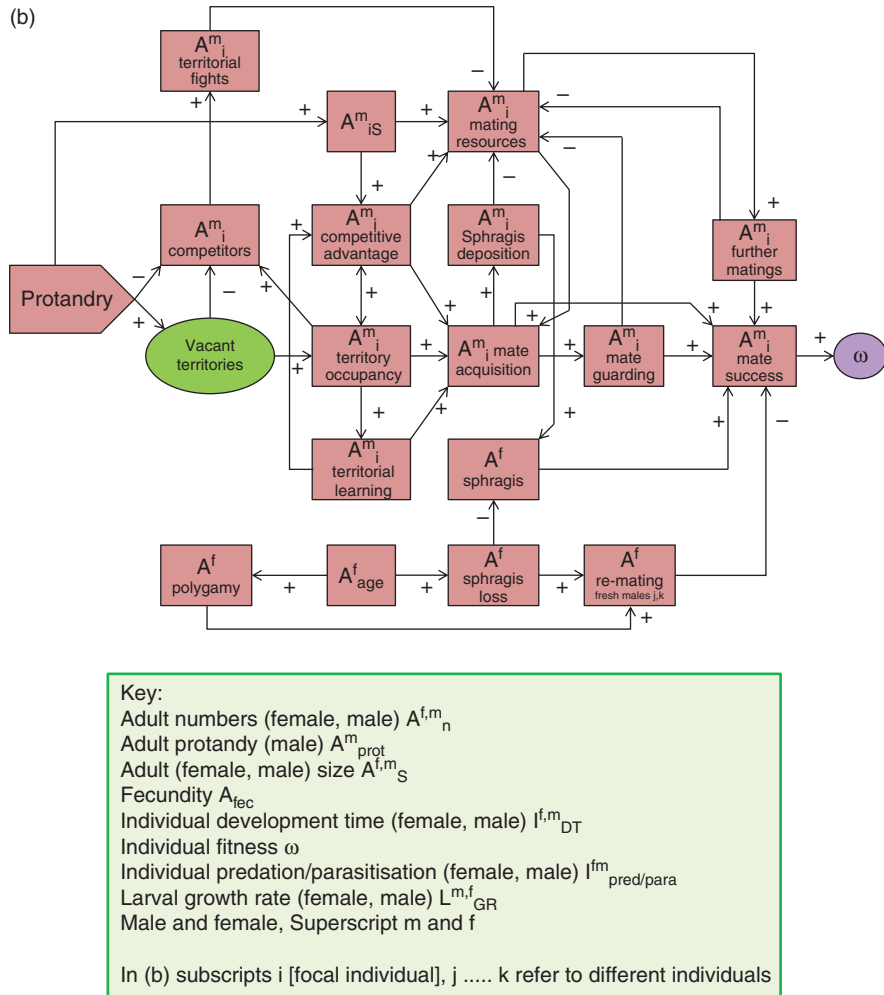 (b)
A^m_i
territorial
fights
−
+
+
A^m_iS
+
A^m_i
mating
resources
−
−
+
+
−
+
+
A^m_i
competitors
A^m_i
competitive
advantage
+
A^m_i
Sphragis
deposition
A^m_i
further
matings
Protandry
−
+
−
+
+
+
+
+
+
+
Vacant
territories
+
A^m_i
territory
occupancy
+
A^m_i mate
acquisition
+
A^m_i
mate
guarding
+
A^m_i
mate
success
+
ω
+
+
A^m_i
territorial
learning
+
A^f
sphragis
+
−
−
A^f
polygamy
+
A^f_age
+
A^f
sphragis
loss
+
A^f
re-mating
fresh males j,k
+
Key:
Adult numbers (female, male) A^f,m_n
Adult protandy (male) A^m_prot
Adult (female, male) size A^f,m_S
Fecundity A_fec
Individual development time (female, male) I^f,m_DT
Individual fitness ω
Individual predation/parasitisation (female, male) I^fm_pred/para
Larval growth rate (female, male) L^m,f_GR
Male and female, Superscript m and f
In (b) subscripts i [focal individual], j ..... k refer to different individuals